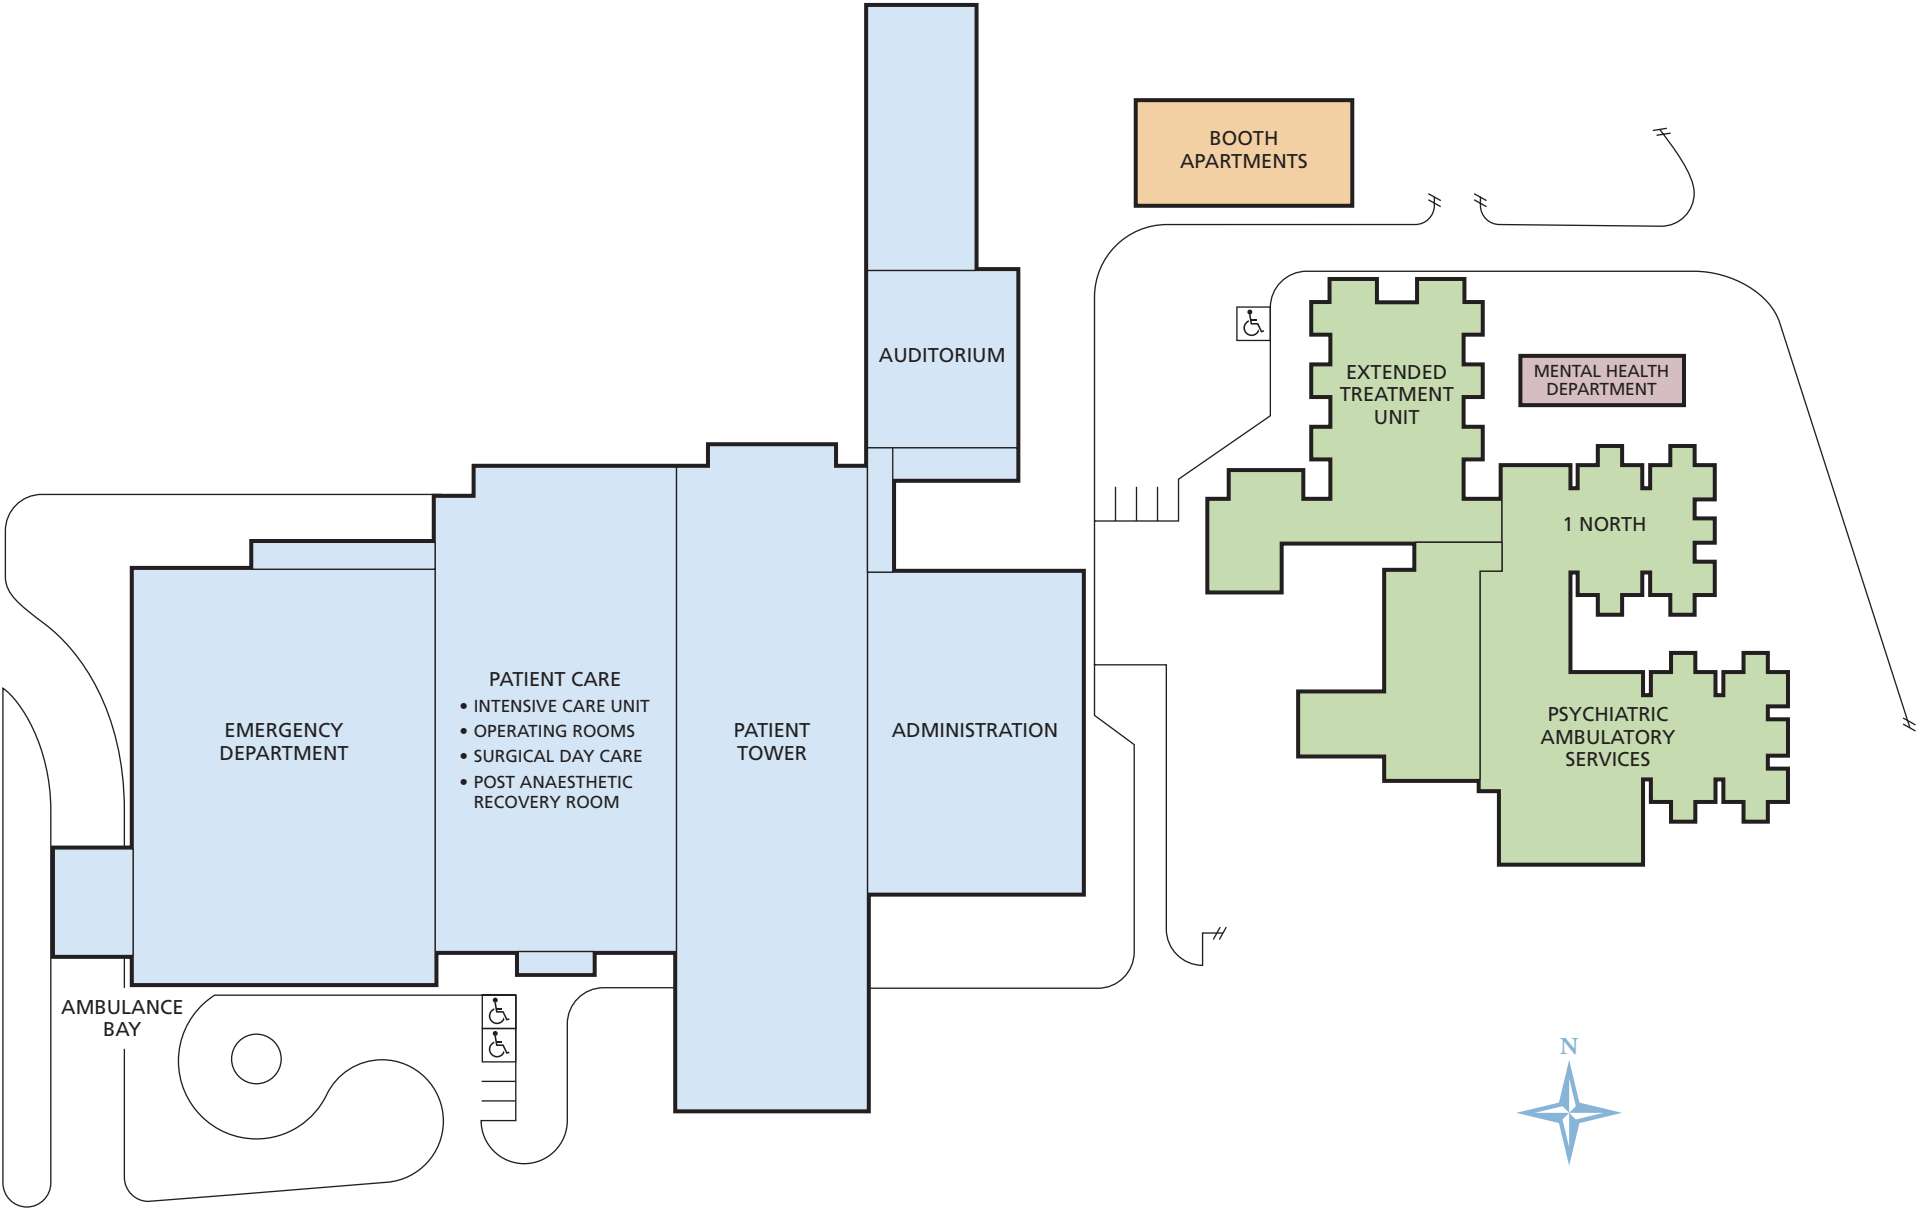 BOOTH
APARTMENTS
AUDITORIUM
EXTENDED
TREATMENT
UNIT
MENTAL HEALTH
DEPARTMENT
1 NORTH
EMERGENCY
DEPARTMENT
PATIENT CARE
• INTENSIVE CARE UNIT
• OPERATING ROOMS
• SURGICAL DAY CARE
• POST ANAESTHETIC
RECOVERY ROOM
PATIENT
TOWER
ADMINISTRATION
PSYCHIATRIC
AMBULATORY
SERVICES
AMBULANCE
BAY
N